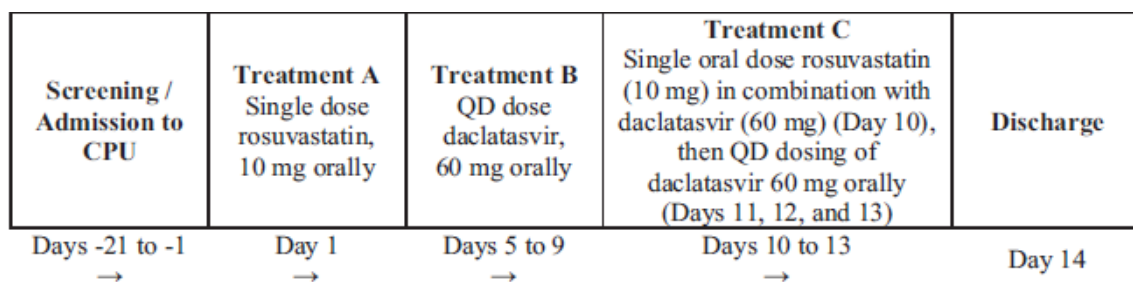 Screening /
Admission to
CPU
Treatment A
Single dose
rosuvastatin,
10 mg orally
Treatment B
QD dose
daclatasvir,
60 mg orally
Treatment C
Single oral dose rosuvastatin
(10 mg) in combination with
daclatasvir (60 mg) (Day 10),
then QD dosing of
daclatasvir 60 mg orally
(Days 11, 12, and 13)
Discharge
Days -21 to -1
→
Day 1
→
Days 5 to 9
→
Days 10 to 13
→
Day 14